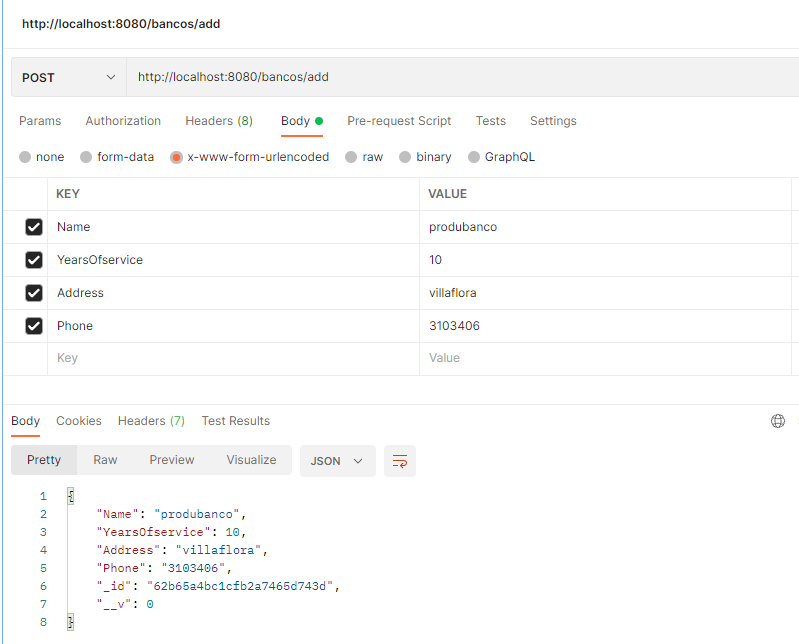 http://localhost:8080/bancos/add
POST http://localhost:8080/bancos/add
Params Authorization Headers (8) Body Pre-request Script Tests Settings
none form-data x-www-form-urlencoded raw binary GraphQL
KEY VALUE
Name produbanco
YearsOfservice 10
Address villaflora
Phone 3103406
Key Value
Body Cookies Headers (7) Test Results
Pretty Raw Preview Visualize JSON
1 {
2 "Name": "produbanco",
3 "YearsOfservice": 10,
4 "Address": "villaflora",
5 "Phone": "3103406",
6 "_id": "62b65a4bc1cfb2a7465d743d",
7 "__v": 0
8 }